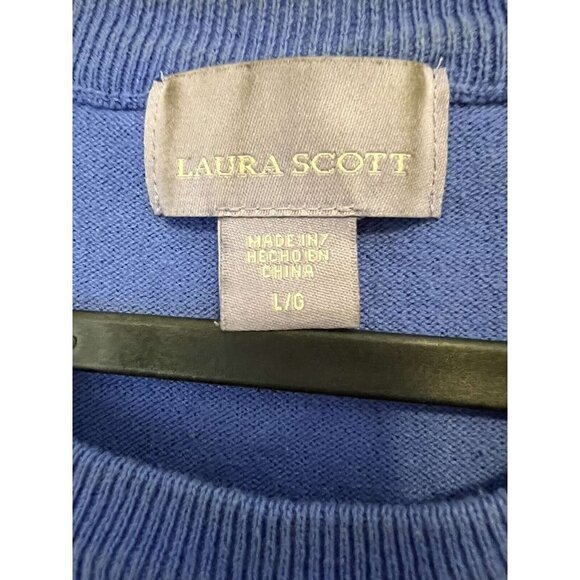 LAURA SCOTT
MADE IN/
HECHO EN
CHINA
L/G